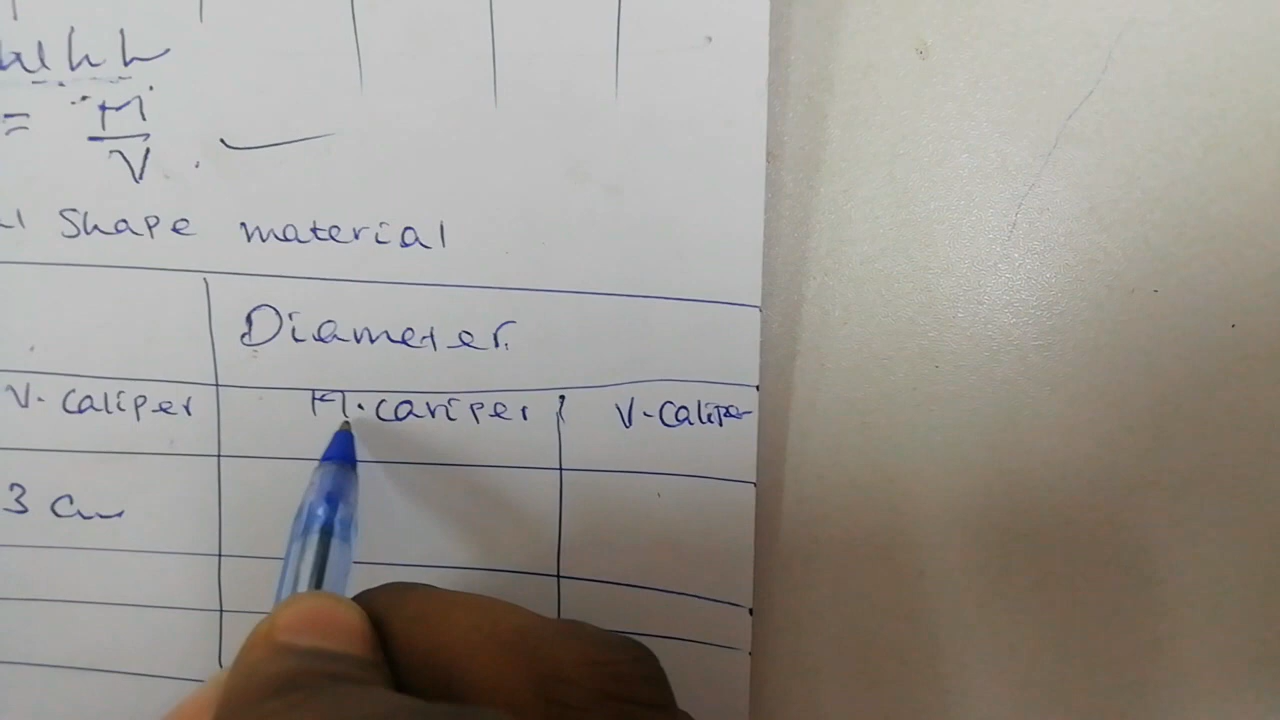 = M
V
Shape material
Diameter
V. caliper M. caliper V-caliper
3 cm